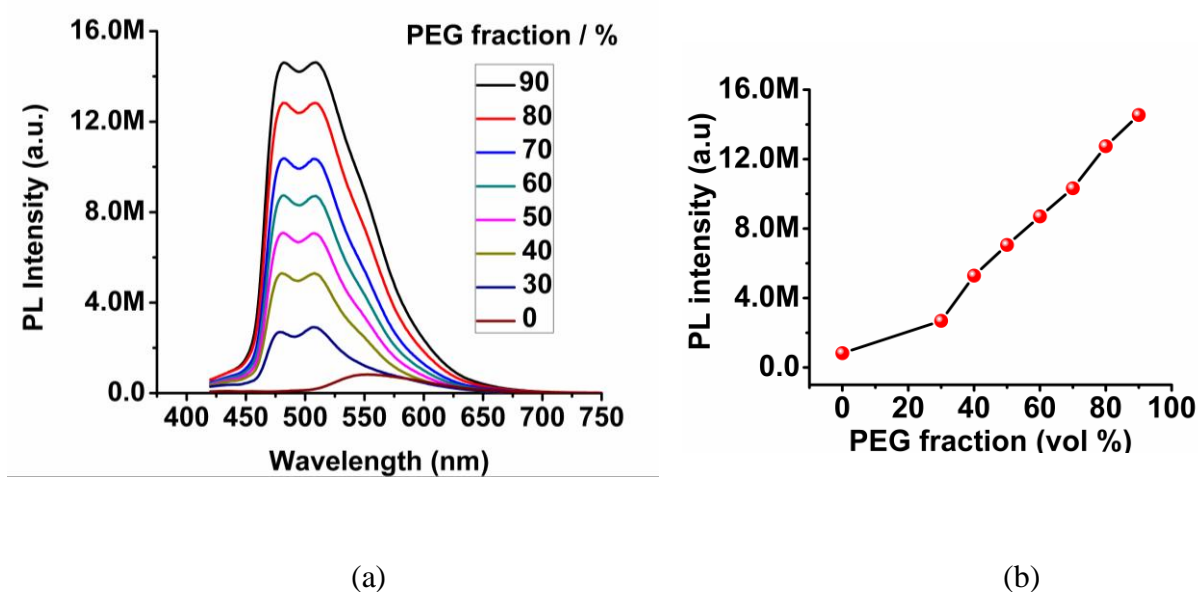 16.0M
12.0M
8.0M
4.0M
0.0
PL Intensity (a.u.)
400 450 500 550 600 650 700 750
Wavelength (nm)
PEG fraction / %
90
80
70
60
50
40
30
0
16.0M
12.0M
8.0M
4.0M
0.0
PL intensity (a.u)
0 20 40 60 80 100
PEG fraction (vol %)
(a) (b)